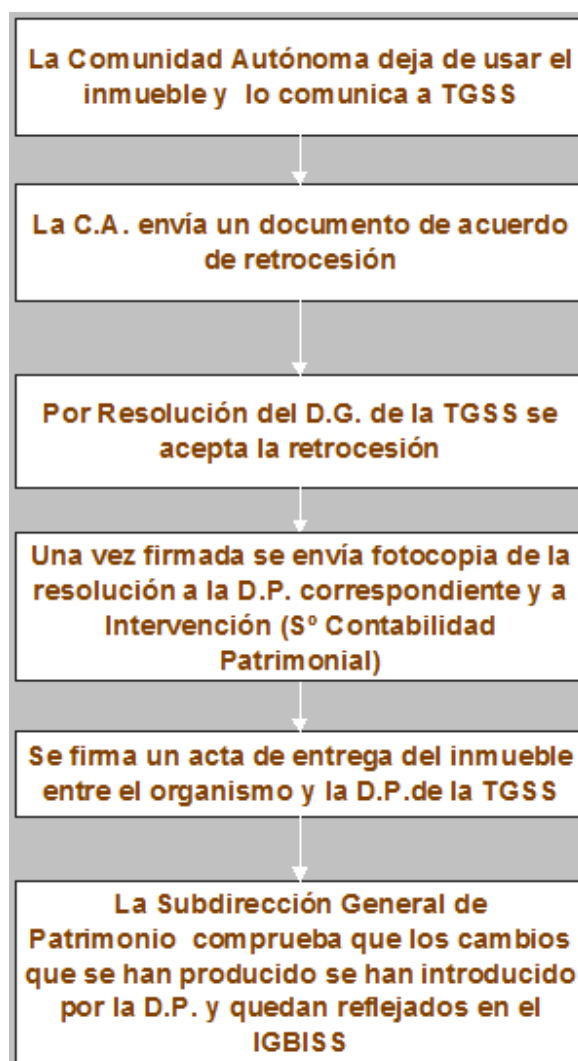 La Comunidad Autónoma deja de usar el
inmueble y lo comunica a TGSS
La C.A. envía un documento de acuerdo
de retrocesión
Por Resolución del D.G. de la TGSS se
acepta la retrocesión
Una vez firmada se envía fotocopia de la
resolución a la D.P. correspondiente y a
Intervención (Sº Contabilidad
Patrimonial)
Se firma un acta de entrega del inmueble
entre el organismo y la D.P.de la TGSS
La Subdirección General de
Patrimonio comprueba que los cambios
que se han producido se han introducido
por la D.P. y quedan reflejados en el
IGBISS